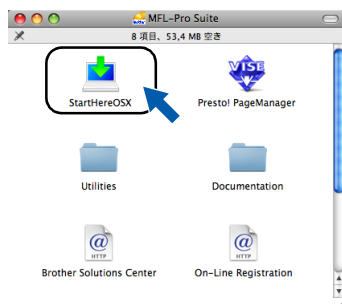 MFL-Pro Suite
8 項目、53,4 MB 空き
StartHereOSX
VISE
Presto! PageManager
Utilities
Documentation
@
HTTP
@
HTTP
Brother Solutions Center
On-Line Registration